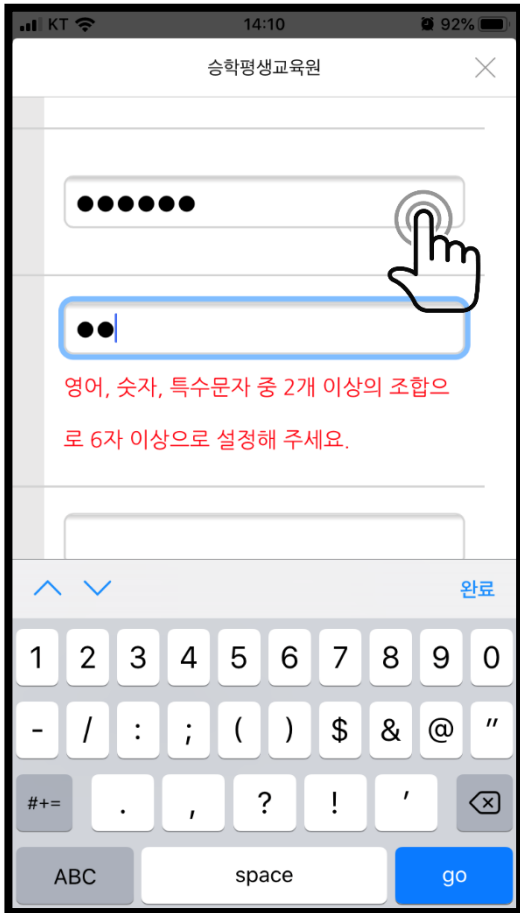 KT 14:10 92%
승학평생교육원
●●●●●●
●●
영어, 숫자, 특수문자 중 2개 이상의 조합으
로 6자 이상으로 설정해 주세요.
완료
1 2 3 4 5 6 7 8 9 0
- / : ; ( ) $ & @ "
#+= . , ? ! '
ABC space go